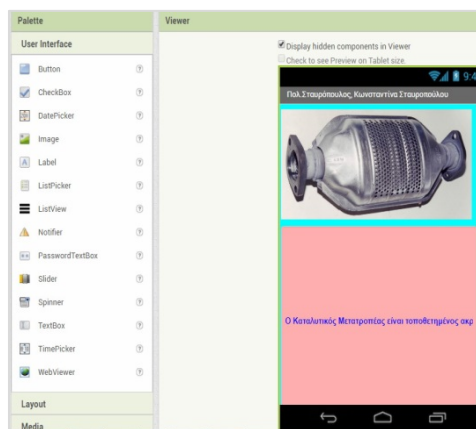 Palette
Viewer
User Interface
Button
CheckBox
DatePicker
Image
Label
ListPicker
ListView
Notifier
PasswordTextBox
Slider
Spinner
TextBox
TimePicker
WebViewer
Layout
Media
Display hidden components in Viewer
Check to see Preview on Tablet size.
9:4
Πολ.Σταυρόπουλος, Κωνσταντίνα Σταυροπούλου
Ο Καταλυτικός Μετατροπέας είναι τοποθετημένος ακρ